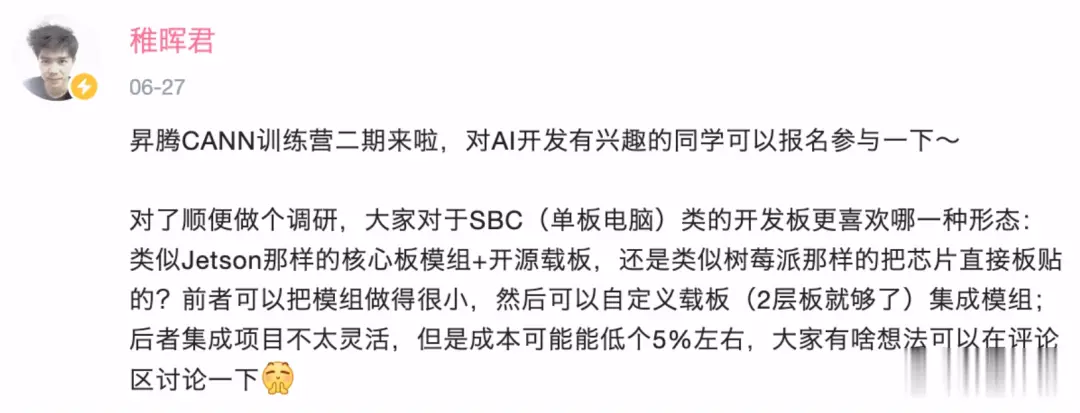 稚晖君
06-27
昇腾CANN训练营二期来啦，对AI开发有兴趣的同学可以报名参与一下～
对了顺便做个调研，大家对于SBC（单板电脑）类的开发板更喜欢哪一种形态：
类似Jetson那样的核心板模组+开源载板，还是类似树莓派那样的把芯片直接板贴
的？前者可以把模组做得很小，然后可以自定义载板（2层板就够了）集成模组；
后者集成项目不太灵活，但是成本可能能低个5%左右，大家有啥想法可以在评论
区讨论一下